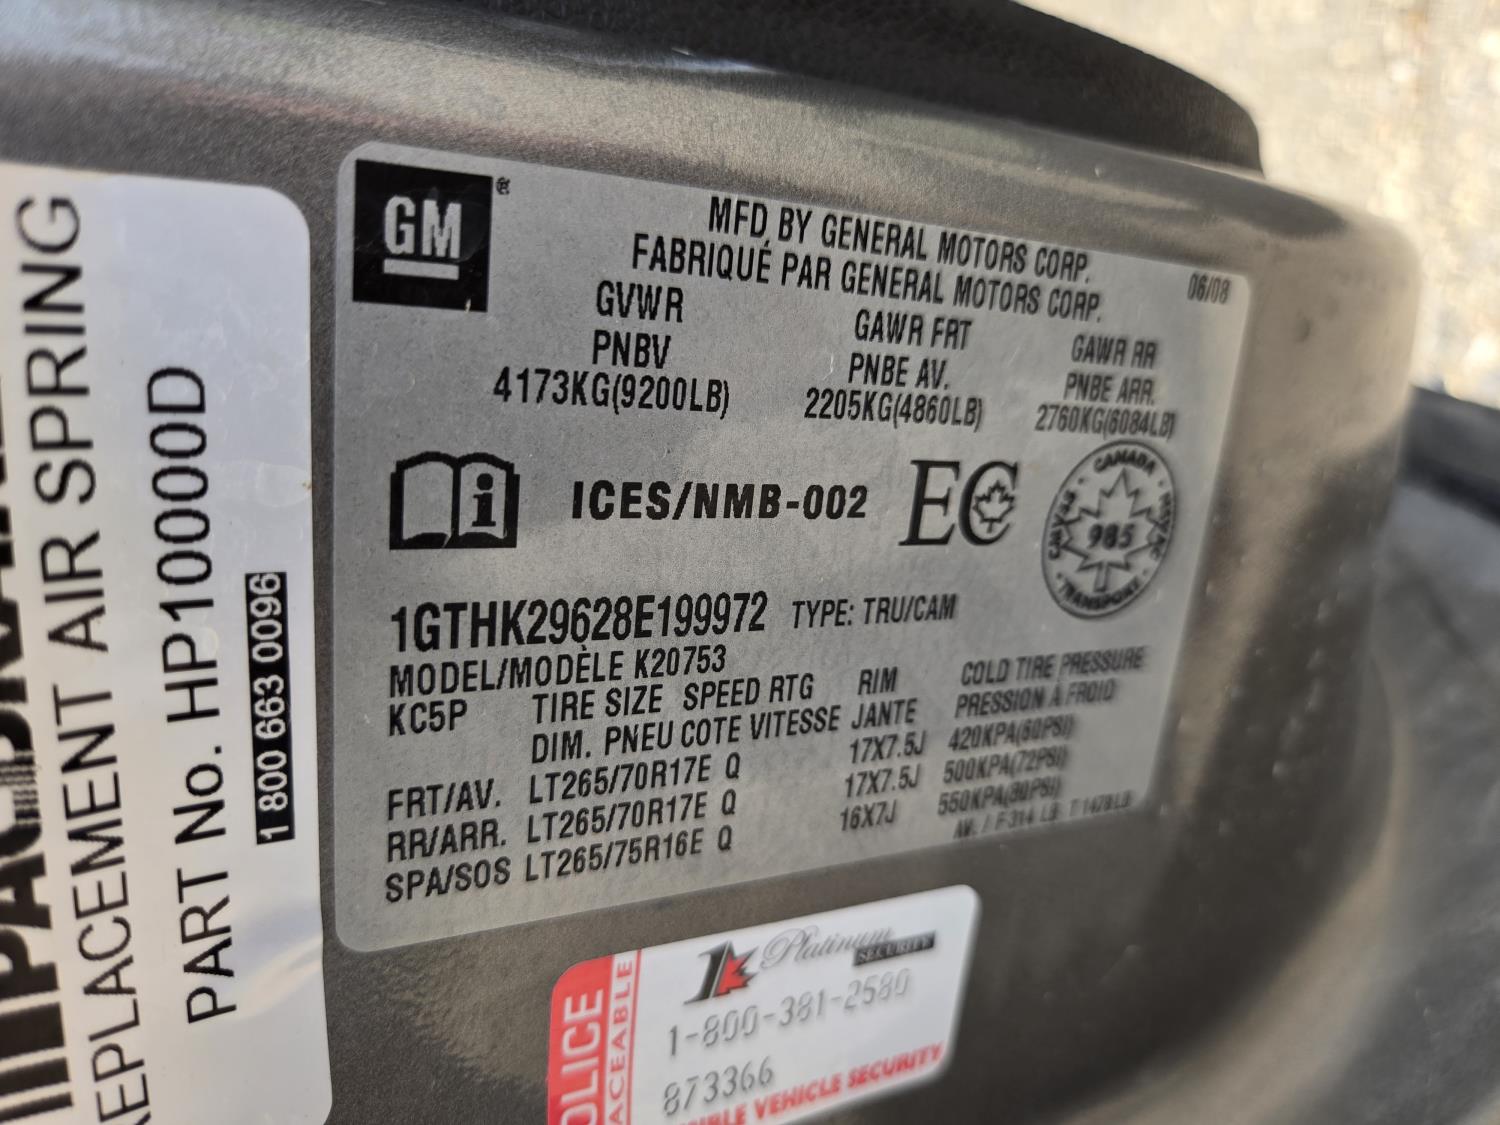 REPLACEMENT AIR SPRING
PART No. HP10000D
1 800 663 0096
GM®
MFD BY GENERAL MOTORS CORP.
FABRIQUÉ PAR GENERAL MOTORS CORP.
06/08
GVWR GAWR FRT GAWR RR
PNBV PNBE AV. PNBE ARR.
4173KG(9200LB) 2205KG(4860LB) 2760KG(6084LB)
i ICES/NMB-002 EC
CANADA
985
TRANSPORT
1GTHK29628E199972 TYPE: TRU/CAM
MODEL/MODÈLE K20753
KC5P TIRE SIZE SPEED RTG RIM COLD TIRE PRESSURE
DIM. PNEU COTE VITESSE JANTE PRESSION À FROID
FRT/AV. LT265/70R17E Q 17X7.5J 420KPA(60PSI)
RR/ARR. LT265/70R17E Q 17X7.5J 500KPA(72PSI)
SPA/SOS LT265/75R16E Q 16X7J 550KPA(80PSI)
Platinum
SECURITY
1-800-381-2580
873366
VEHICLE SECURITY